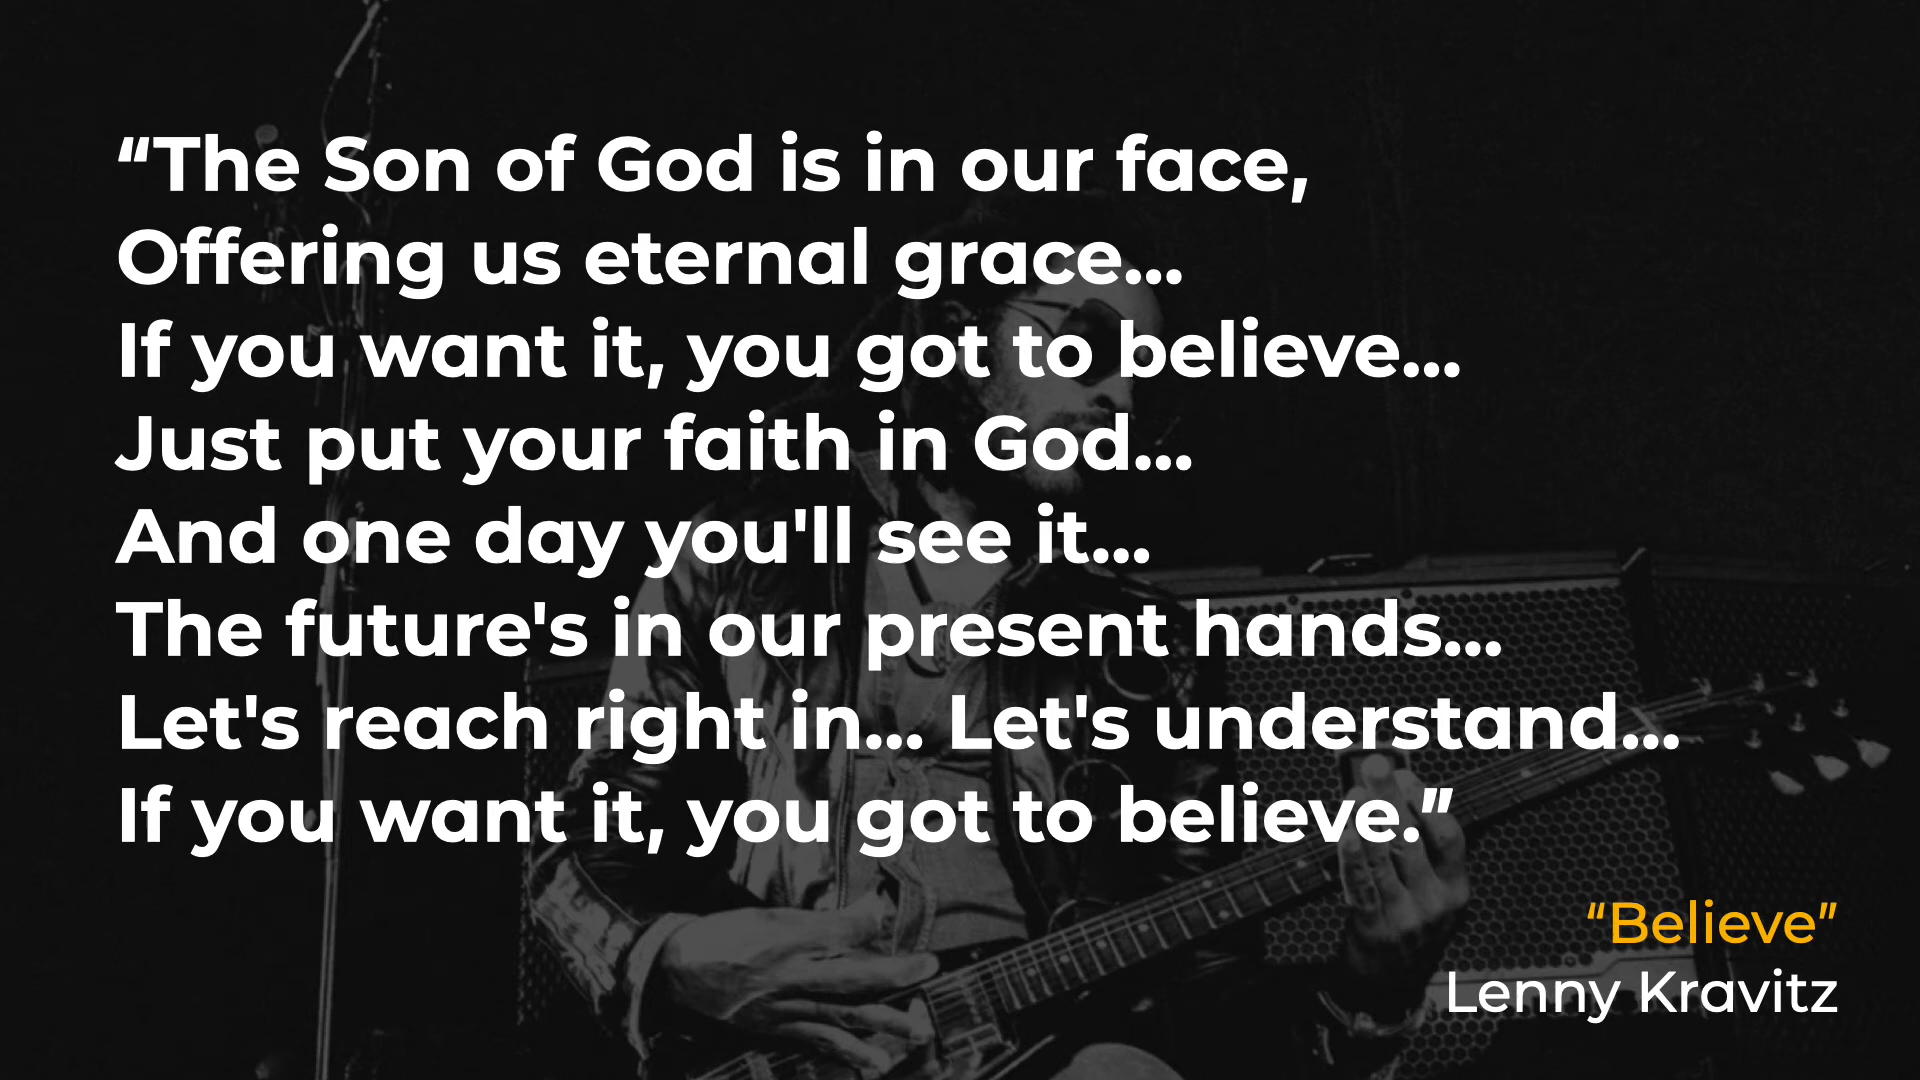 “The Son of God is in our face,
Offering us eternal grace...
If you want it, you got to believe...
Just put your faith in God...
And one day you'll see it...
The future's in our present hands...
Let's reach right in... Let's understand...
If you want it, you got to believe.”
“Believe”
Lenny Kravitz